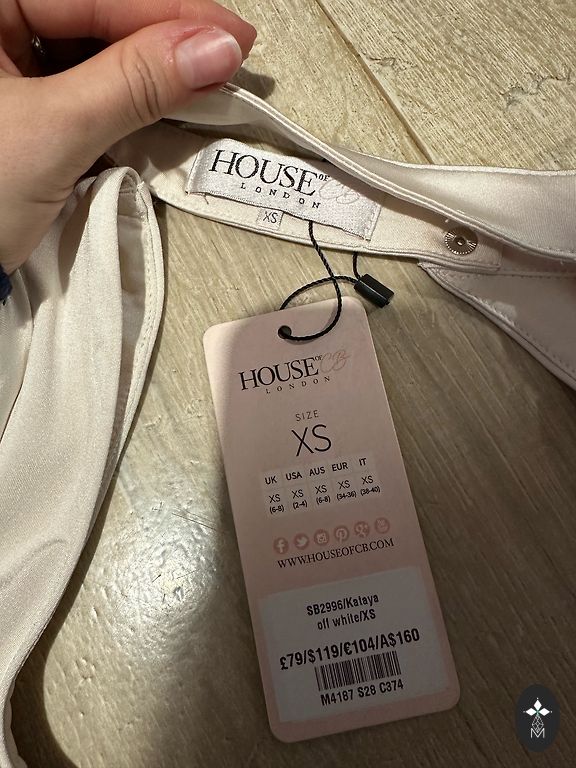 HOUSE OF CB
LONDON
XS
HOUSE OF CB
LONDON
SIZE
XS
UK USA AUS EUR IT
XS XS XS XS XS
(6-8) (2-4) (6-8) (34-36) (38-40)
WWW.HOUSEOFCB.COM
SB2996/Kataya
off white/XS
£79/$119/€104/A$160
M4187 S28 C374
M